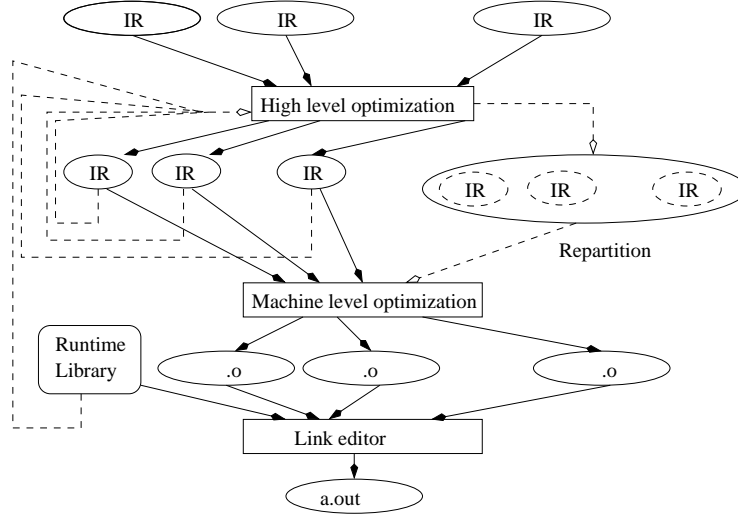 IR
IR
IR
High level optimization
IR
IR
IR
IR
IR
IR
Repartition
Machine level optimization
Runtime
Library
.o
.o
.o
Link editor
a.out